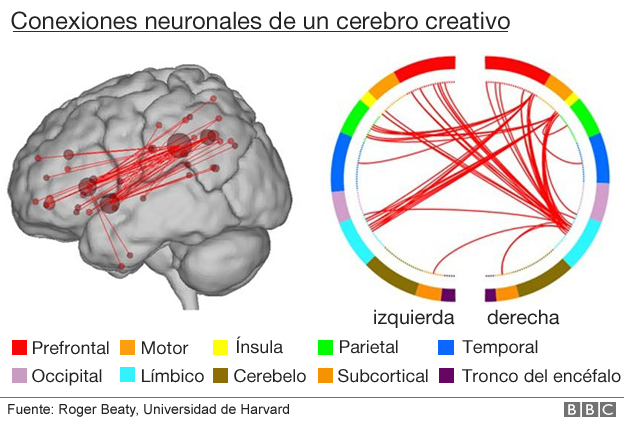 Conexiones neuronales de un cerebro creativo
izquierda derecha
Prefrontal Motor Ínsula Parietal Temporal
Occipital Límbico Cerebelo Subcortical Tronco del encéfalo
Fuente: Roger Beaty, Universidad de Harvard BBC